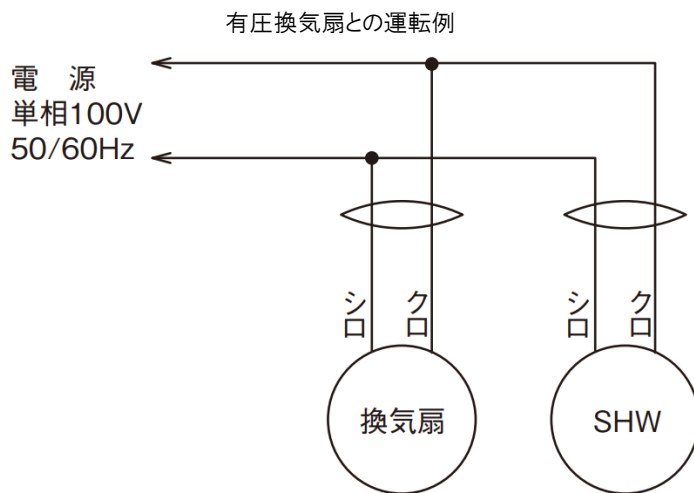 有圧換気扇との運転例
電　源
単相100V
50/60Hz
シロ
クロ
シロ
クロ
換気扇
SHW